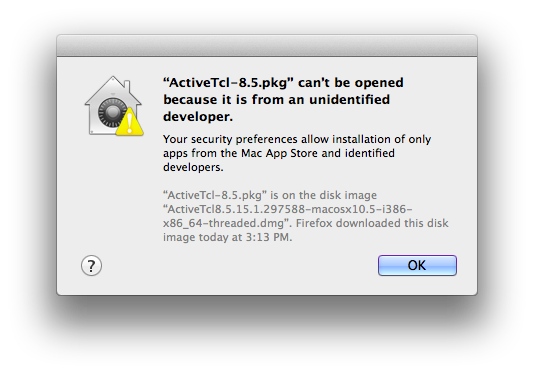 “ActiveTcl-8.5.pkg” can't be opened
because it is from an unidentified
developer.
Your security preferences allow installation of only
apps from the Mac App Store and identified
developers.
“ActiveTcl-8.5.pkg” is on the disk image
“ActiveTcl8.5.15.1.297588-macosx10.5-i386-
x86_64-threaded.dmg”. Firefox downloaded this disk
image today at 3:13 PM.
?
OK